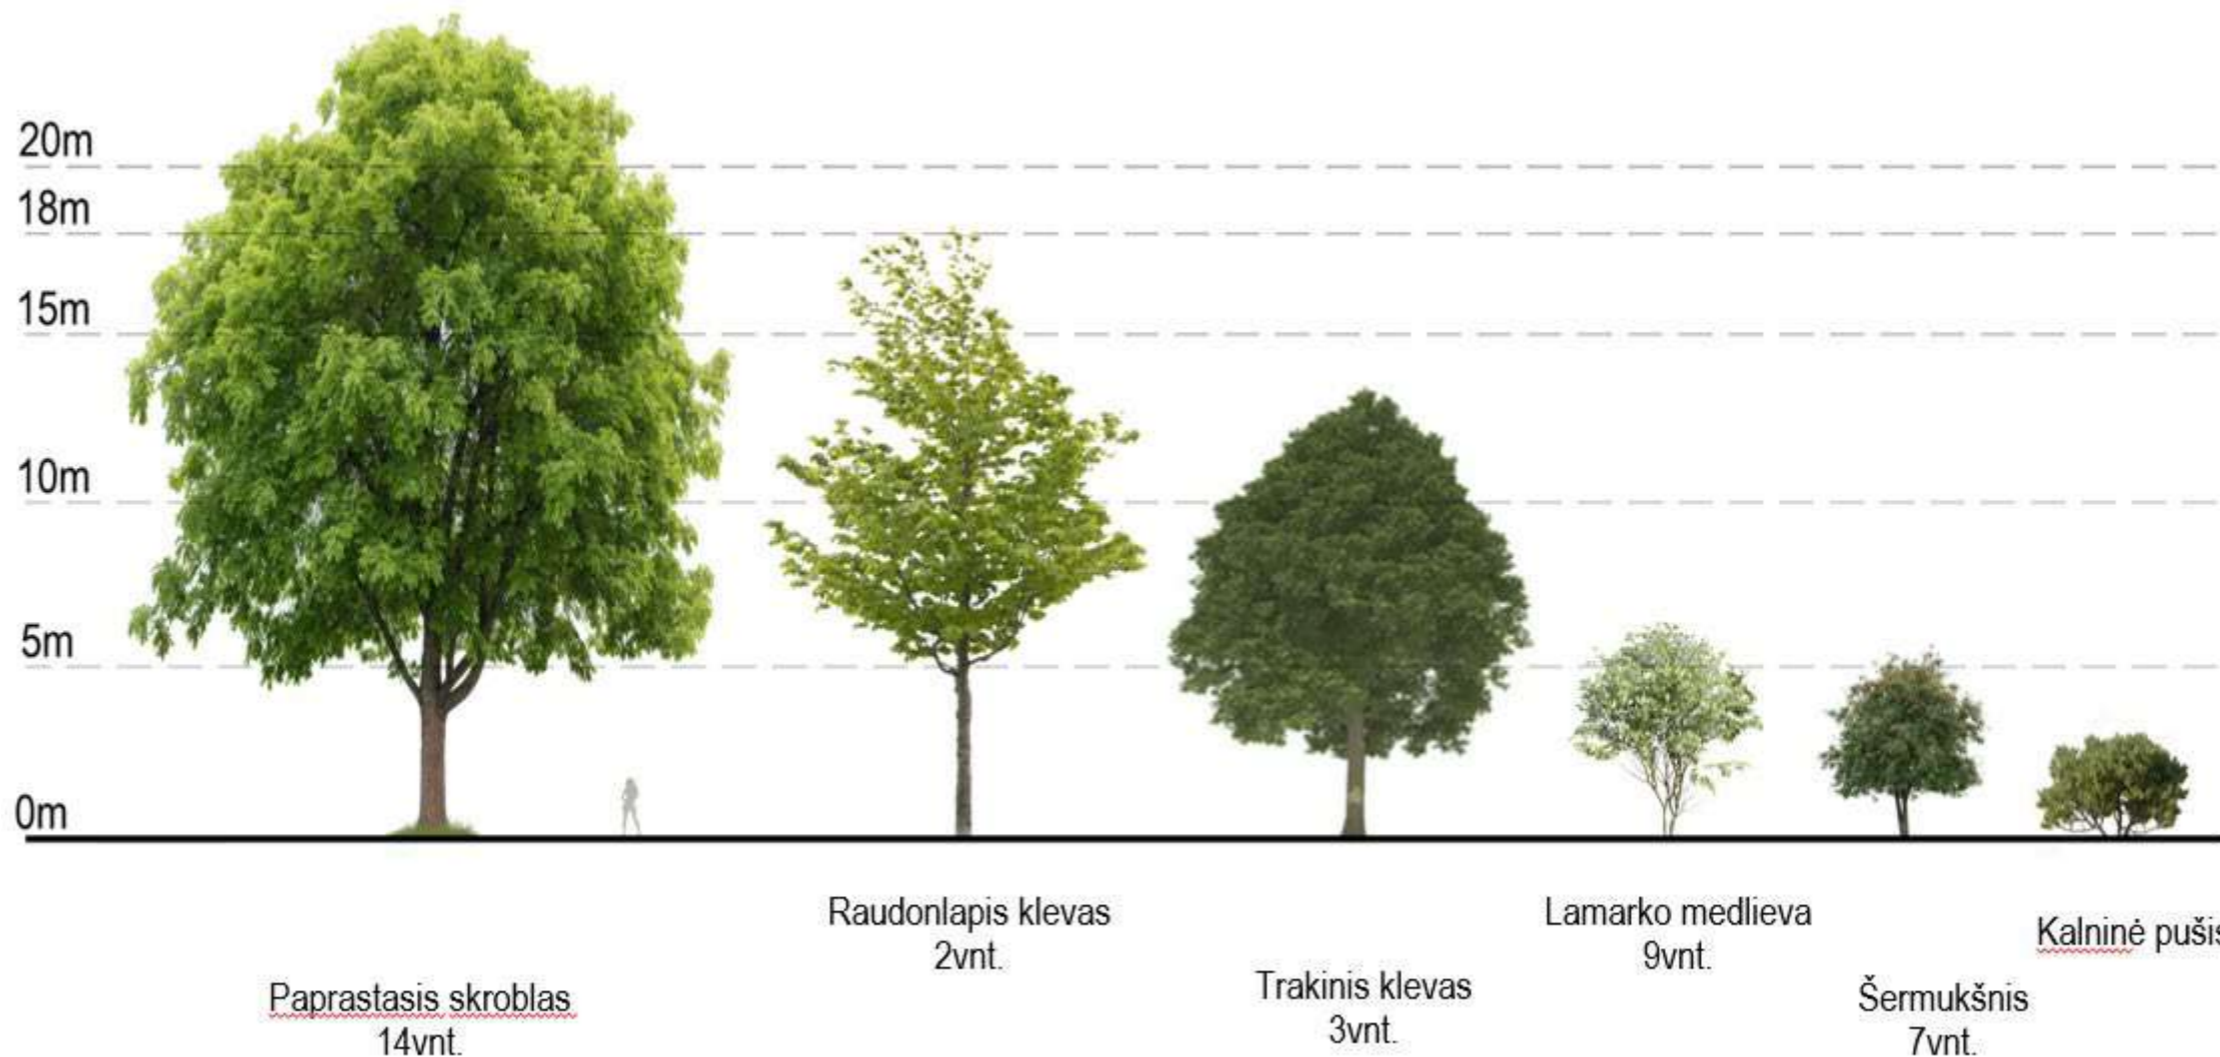 20m
18m
15m
10m
5m
0m
Raudonlapis klevas
2vnt.
Lamarko medlieva
9vnt.
Kalninė pušis
Trakinis klevas
3vnt.
Paprastasis skroblas
14vnt.
Šermukšnis
7vnt.